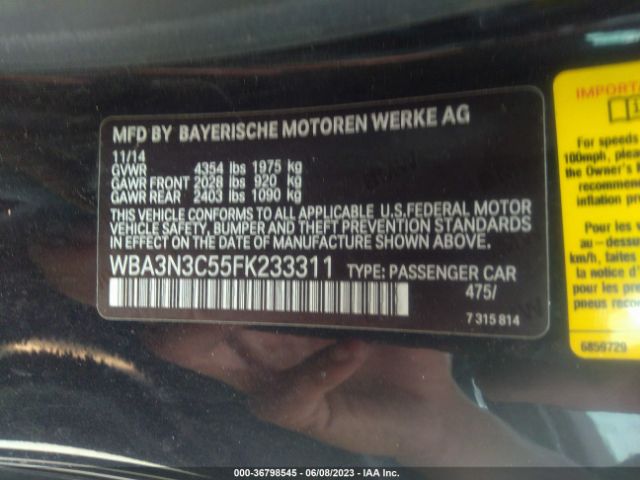 MFD BY BAYERISCHE MOTOREN WERKE AG
11/14
GVWR 4354 lbs 1975 kg
GAWR FRONT 2028 lbs 920 kg
GAWR REAR 2403 lbs 1090 kg
THIS VEHICLE CONFORMS TO ALL APPLICABLE U.S.FEDERAL MOTOR
VEHICLE SAFETY, BUMPER AND THEFT PREVENTION STANDARDS
IN EFFECT ON THE DATE OF MANUFACTURE SHOWN ABOVE.
WBA3N3C55FK233311 TYPE: PASSENGER CAR
475/
7 315 814
IMPORTA
For speeds
100mph, pleas
the Owner's
recommen
inflation pr
Pour les
au - dessu
km/h, faites
la notice d'
pour les pre
pneus recor
6859729
000-36798545 - 06/08/2023 - IAA Inc.